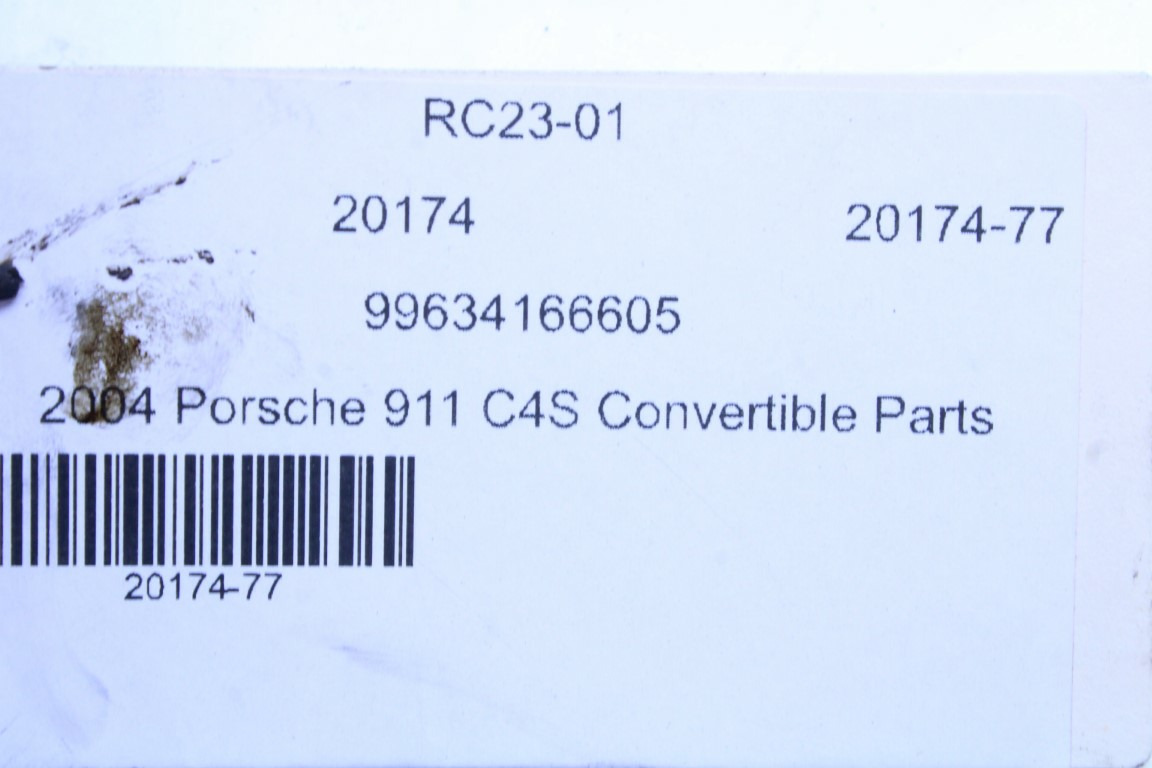 RC23-01
20174 20174-77
99634166605
2004 Porsche 911 C4S Convertible Parts
20174-77